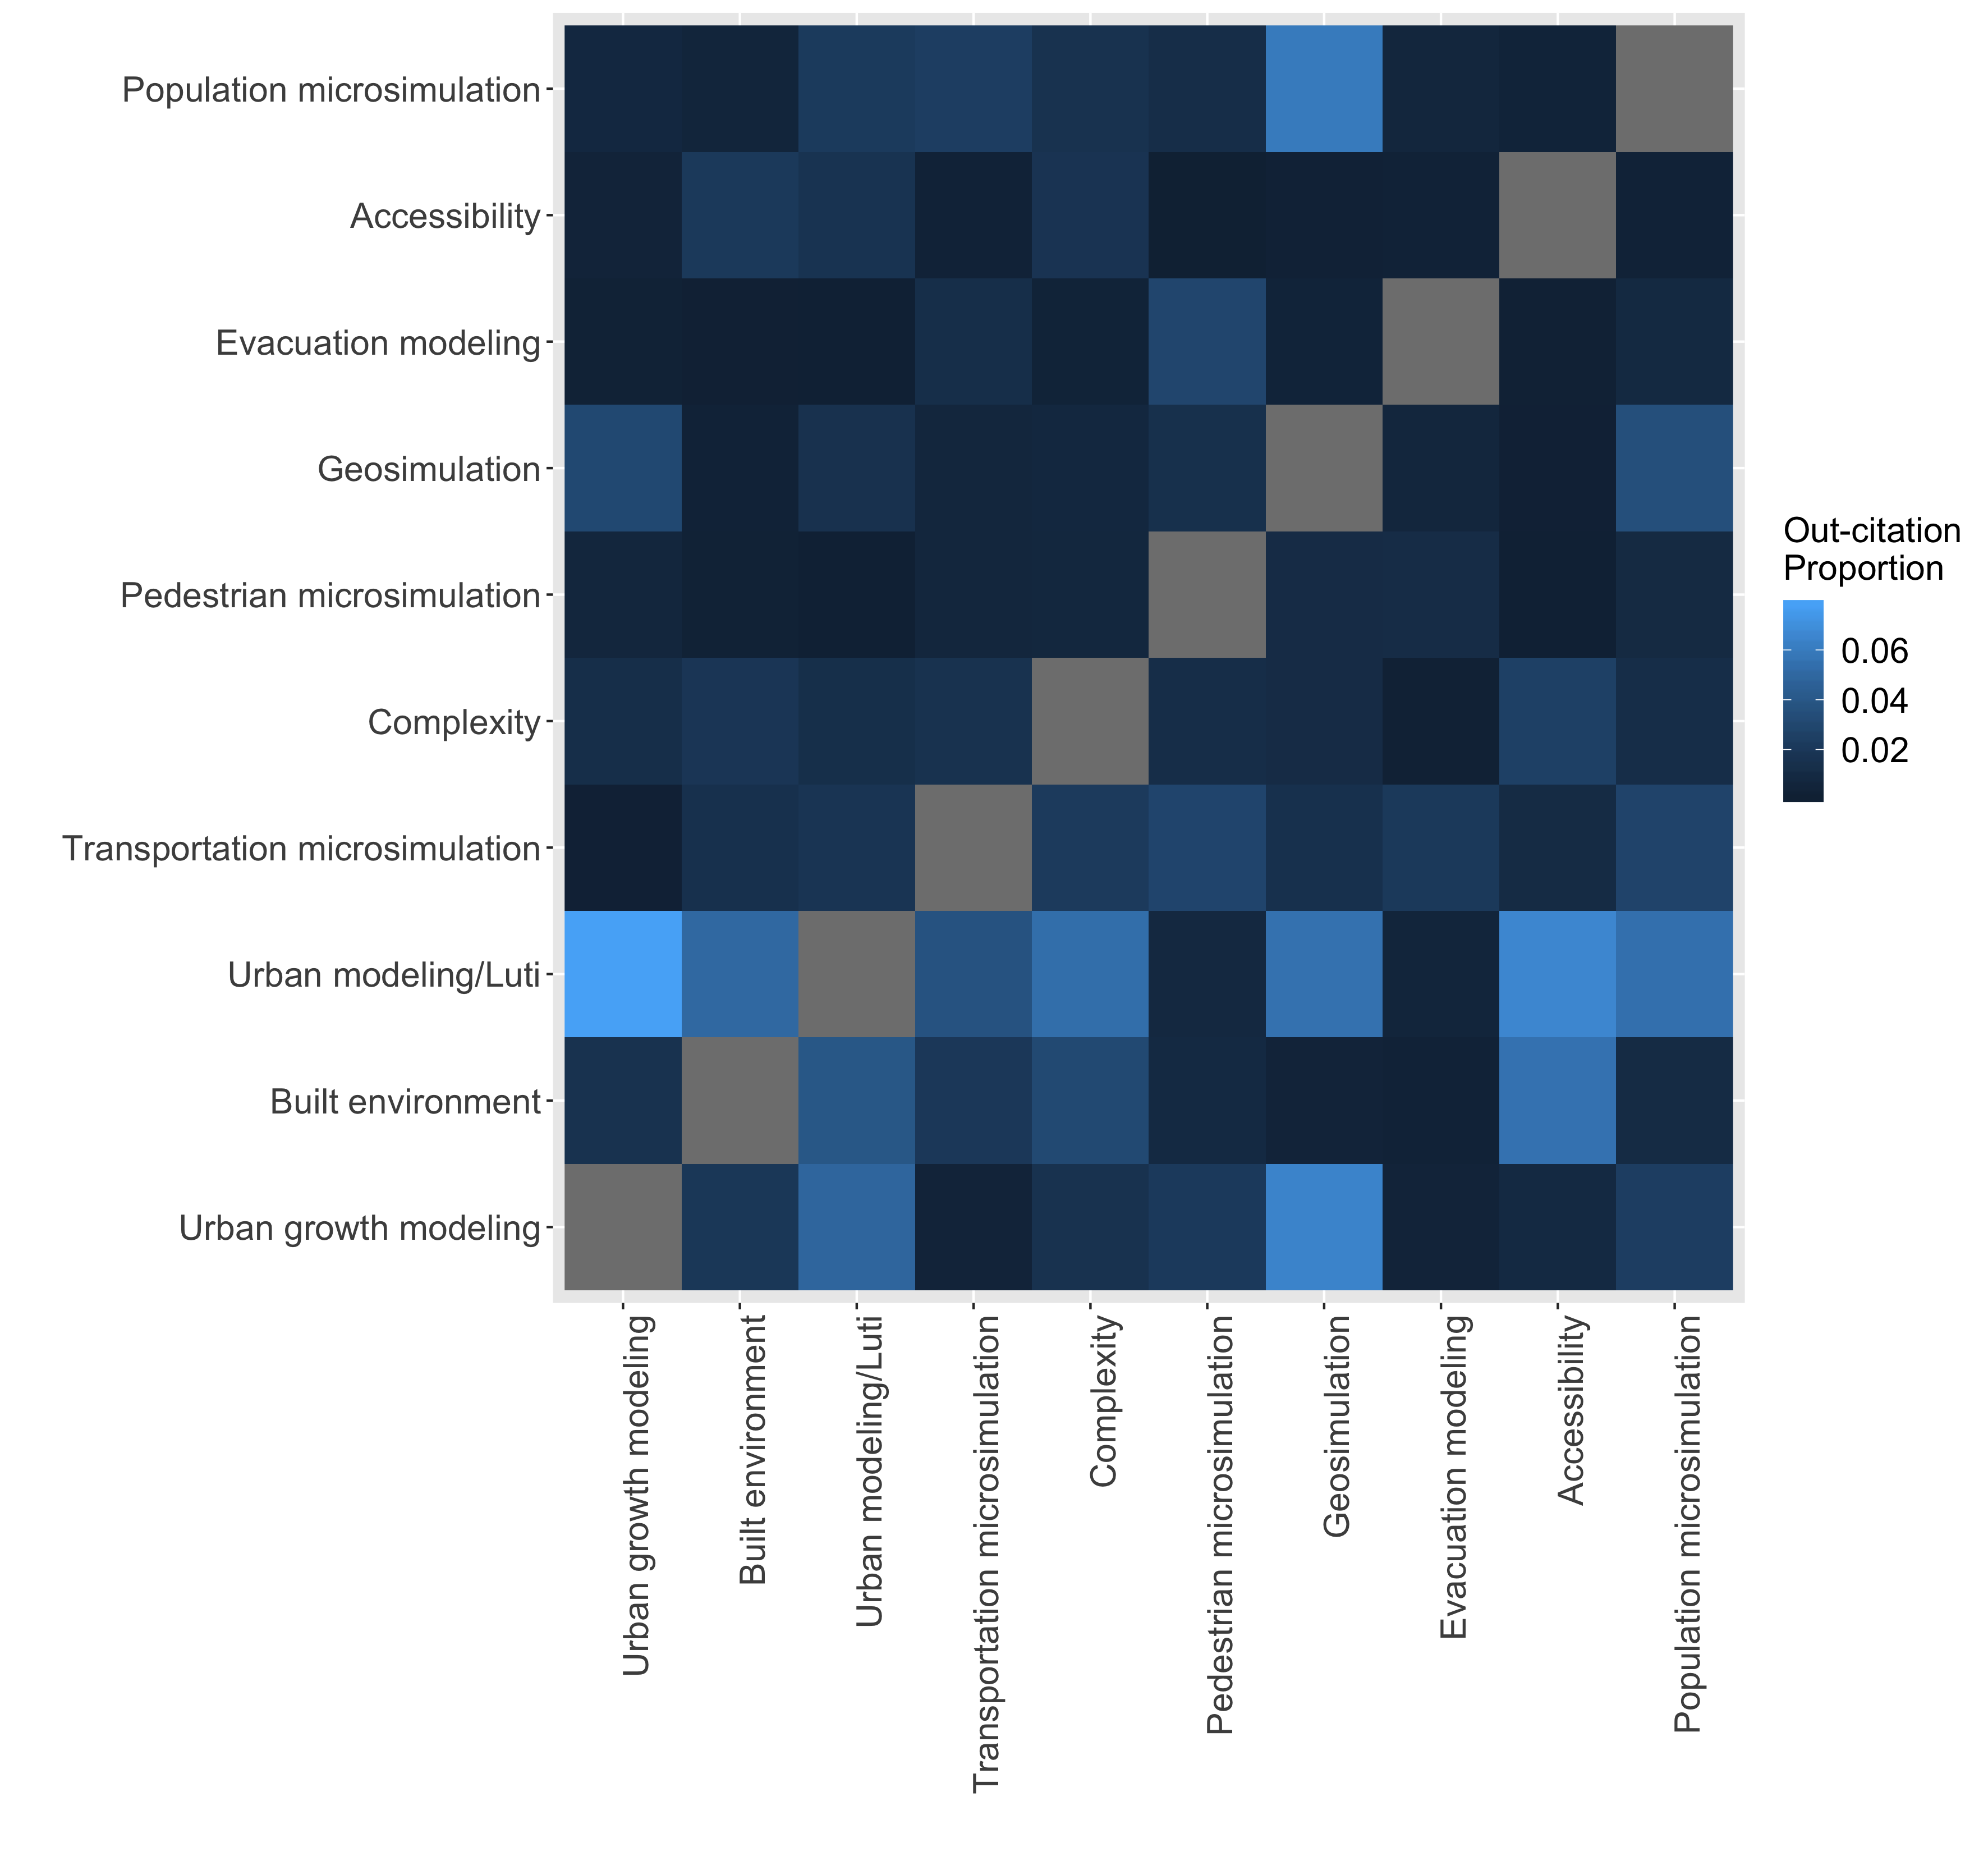 Population microsimulation
Accessibility
Evacuation modeling
Geosimulation
Pedestrian microsimulation
Complexity
Transportation microsimulation
Urban modeling/Luti
Built environment
Urban growth modeling
Urban growth modeling
Built environment
Urban modeling/Luti
Transportation microsimulation
Complexity
Pedestrian microsimulation
Geosimulation
Evacuation modeling
Accessibility
Population microsimulation
Out-citation
Proportion
0.06
0.04
0.02